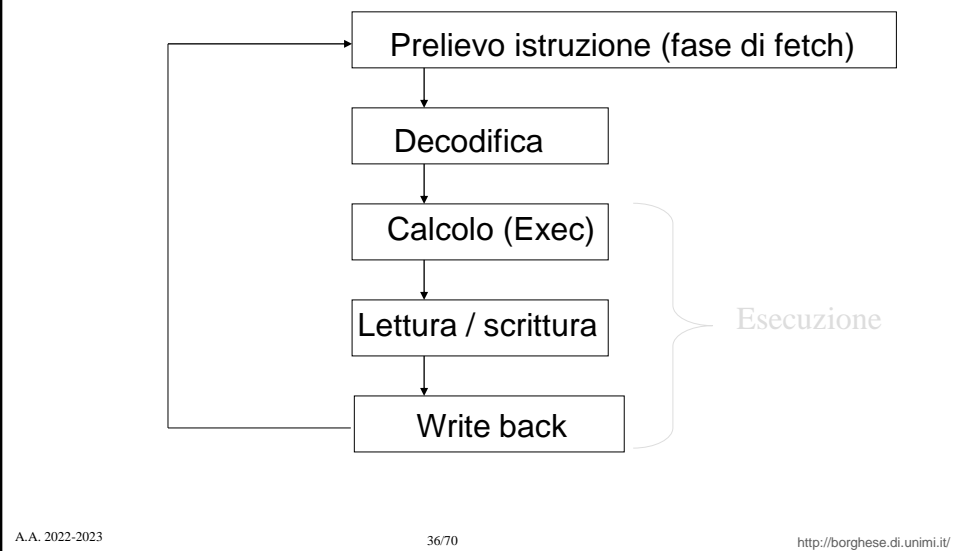 Prelievo istruzione (fase di fetch)
Decodifica
Calcolo (Exec)
Lettura / scrittura
Esecuzione
Write back
A.A. 2022-2023
36/70
http://borghese.di.unimi.it/